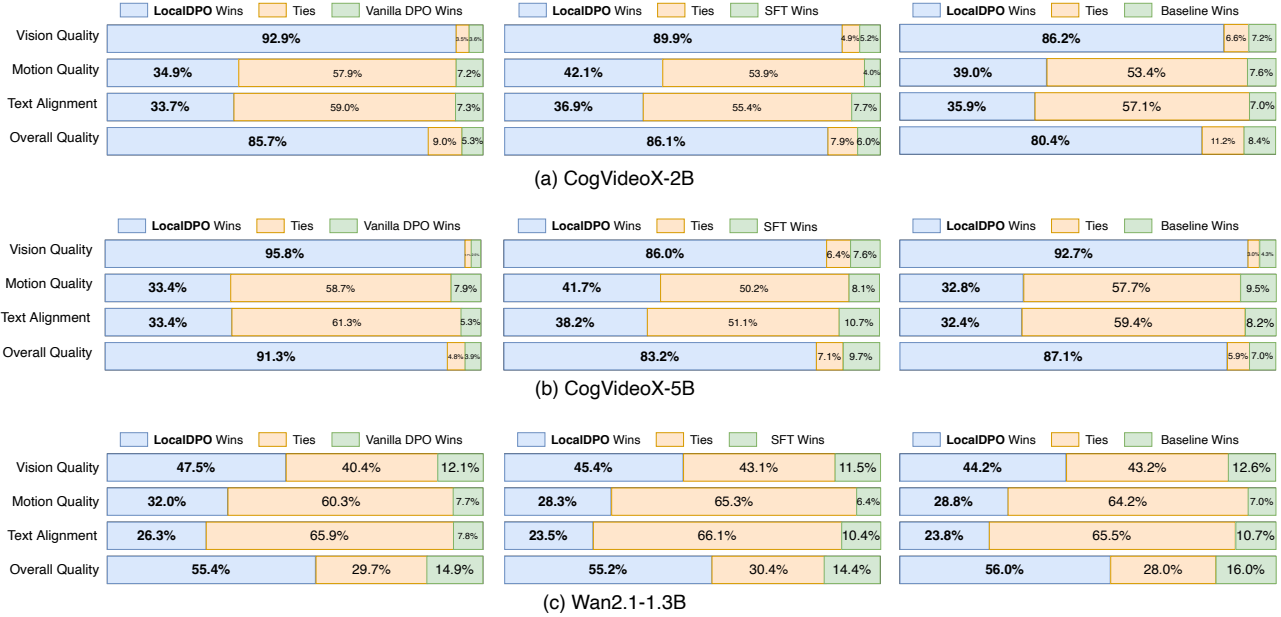 LocalDPO Wins Ties Vanilla DPO Wins LocalDPO Wins Ties SFT Wins LocalDPO Wins Ties Baseline Wins
Vision Quality 92.9% 3.5% 3.6% 89.9% 4.9% 5.2% 86.2% 6.6% 7.2%
Motion Quality 34.9% 57.9% 7.2% 42.1% 53.9% 4.0% 39.0% 53.4% 7.6%
Text Alignment 33.7% 59.0% 7.3% 36.9% 55.4% 7.7% 35.9% 57.1% 7.0%
Overall Quality 85.7% 9.0% 5.3% 86.1% 7.9% 6.0% 80.4% 11.2% 8.4%
(a) CogVideoX-2B
LocalDPO Wins Ties Vanilla DPO Wins LocalDPO Wins Ties SFT Wins LocalDPO Wins Ties Baseline Wins
Vision Quality 95.8% 86.0% 6.4% 7.6% 92.7% 3.0% 4.3%
Motion Quality 33.4% 58.7% 7.9% 41.7% 50.2% 8.1% 32.8% 57.7% 9.5%
Text Alignment 33.4% 61.3% 5.3% 38.2% 51.1% 10.7% 32.4% 59.4% 8.2%
Overall Quality 91.3% 4.8% 3.9% 83.2% 7.1% 9.7% 87.1% 5.9% 7.0%
(b) CogVideoX-5B
LocalDPO Wins Ties Vanilla DPO Wins LocalDPO Wins Ties SFT Wins LocalDPO Wins Ties Baseline Wins
Vision Quality 47.5% 40.4% 12.1% 45.4% 43.1% 11.5% 44.2% 43.2% 12.6%
Motion Quality 32.0% 60.3% 7.7% 28.3% 65.3% 6.4% 28.8% 64.2% 7.0%
Text Alignment 26.3% 65.9% 7.8% 23.5% 66.1% 10.4% 23.8% 65.5% 10.7%
Overall Quality 55.4% 29.7% 14.9% 55.2% 30.4% 14.4% 56.0% 28.0% 16.0%
(c) Wan2.1-1.3B